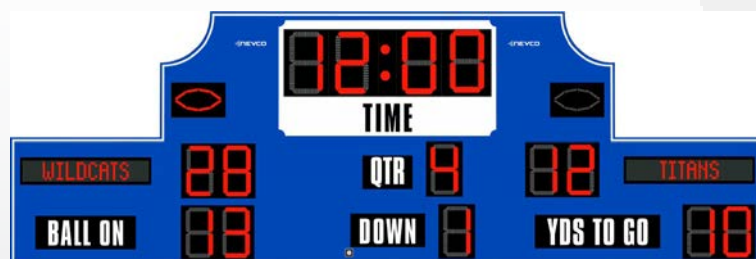 NEVCO NEVCO
12:00
TIME
WILDCATS 28 QTR 4 12 TITANS
BALL ON 13 DOWN 1 YDS TO GO 10